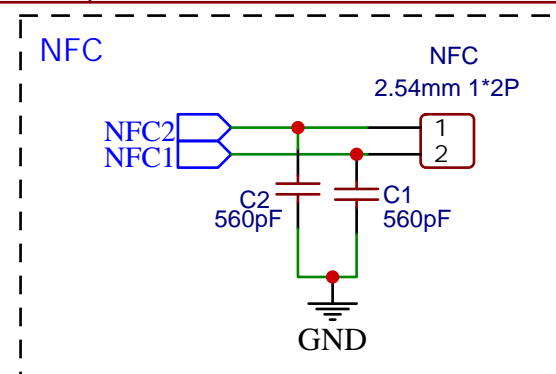 NFC
NFC
2.54mm 1*2P
NFC2
1
NFC1
2
C2
560pF
C1
560pF
GND